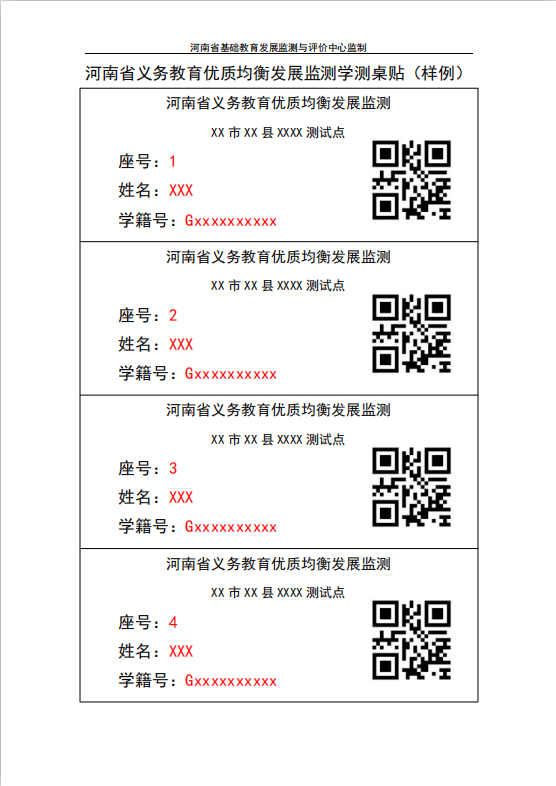 河南省基础教育发展监测与评价中心监制
河南省义务教育优质均衡发展监测学测桌贴（样例）
河南省义务教育优质均衡发展监测
XX 市 XX 县 XXXX 测试点
座号：1
姓名：XXX
学籍号：Gxxxxxxxxxx
河南省义务教育优质均衡发展监测
XX 市 XX 县 XXXX 测试点
座号：2
姓名：XXX
学籍号：Gxxxxxxxxxx
河南省义务教育优质均衡发展监测
XX 市 XX 县 XXXX 测试点
座号：3
姓名：XXX
学籍号：Gxxxxxxxxxx
河南省义务教育优质均衡发展监测
XX 市 XX 县 XXXX 测试点
座号：4
姓名：XXX
学籍号：Gxxxxxxxxxx